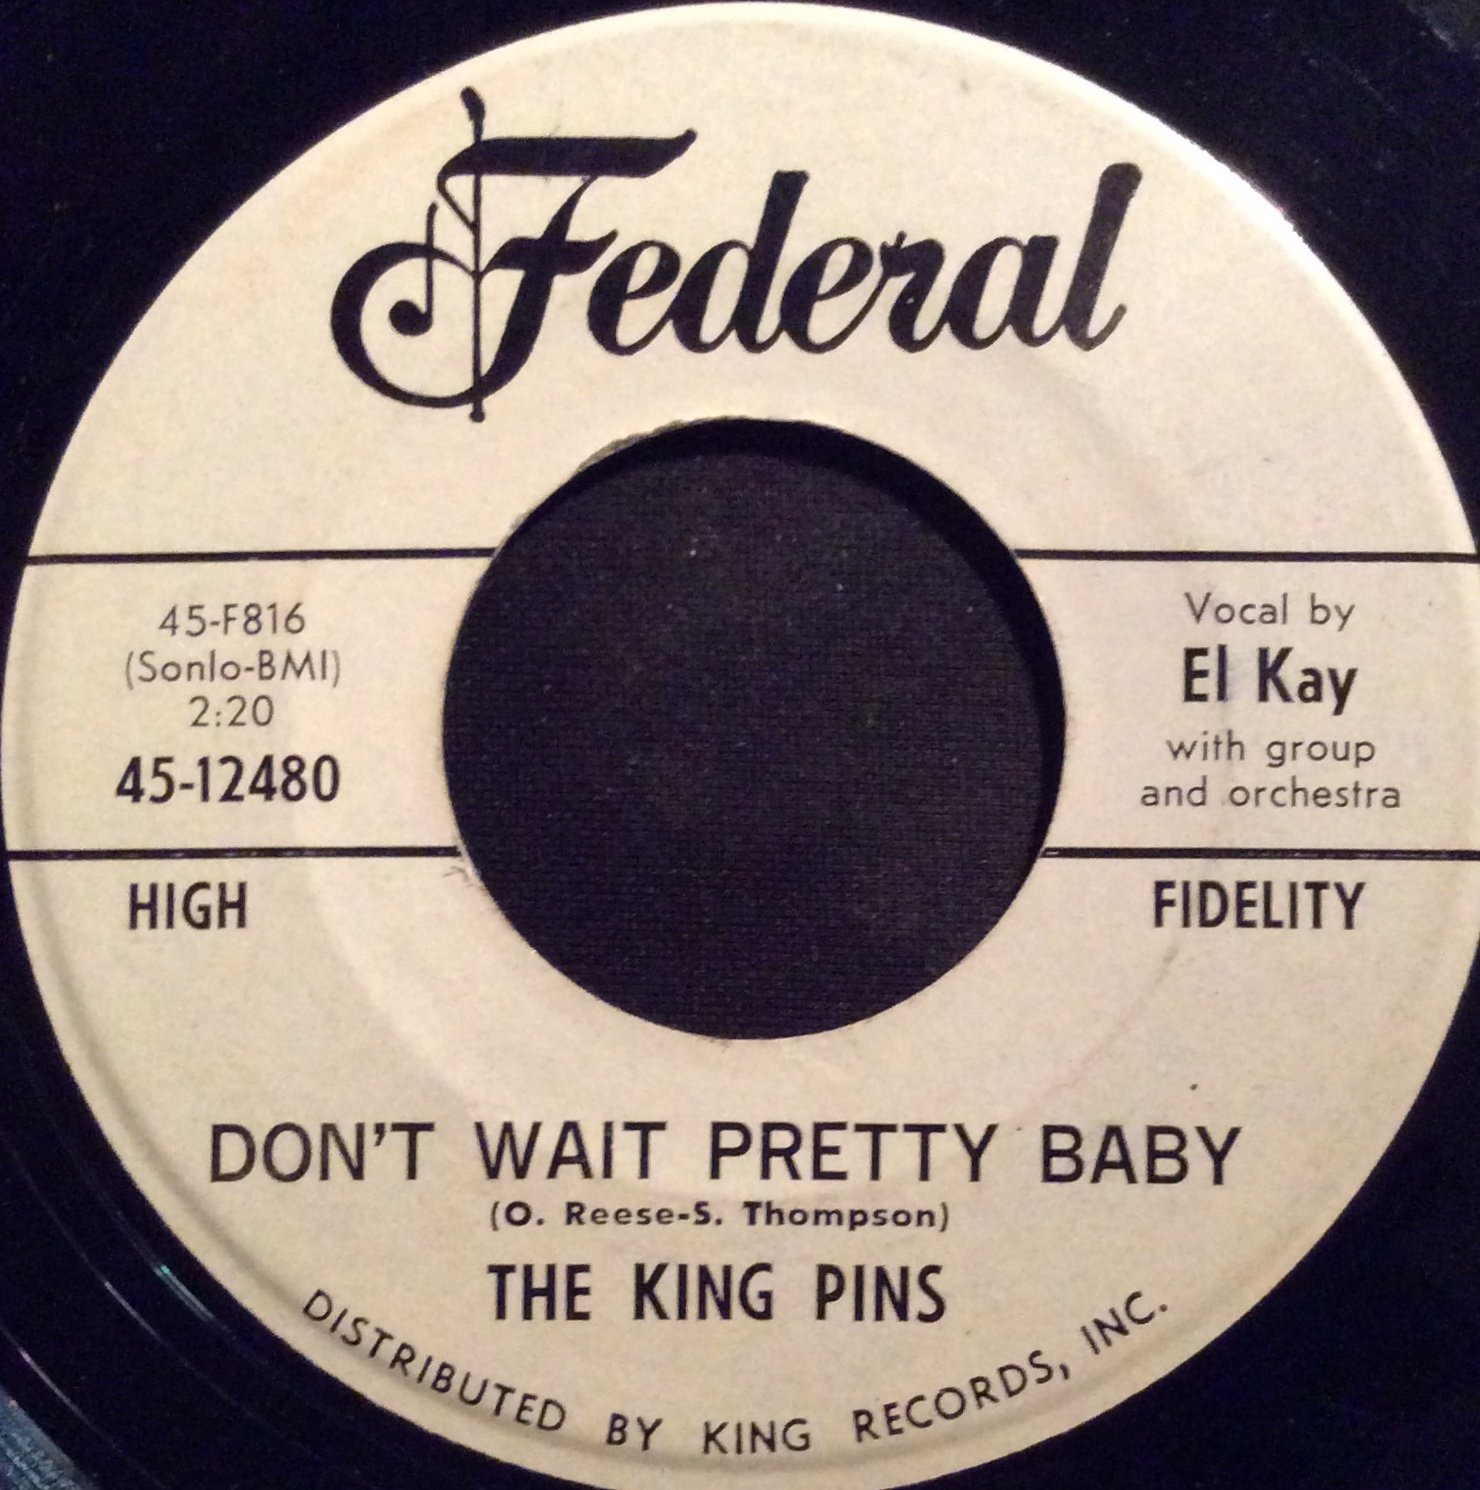 Federal
45-F816
(Sonlo-BMI)
2:20
45-12480
Vocal by
El Kay
with group
and orchestra
HIGH
FIDELITY
DON'T WAIT PRETTY BABY
(O. Reese-S. Thompson)
THE KING PINS
DISTRIBUTED BY KING RECORDS, INC.